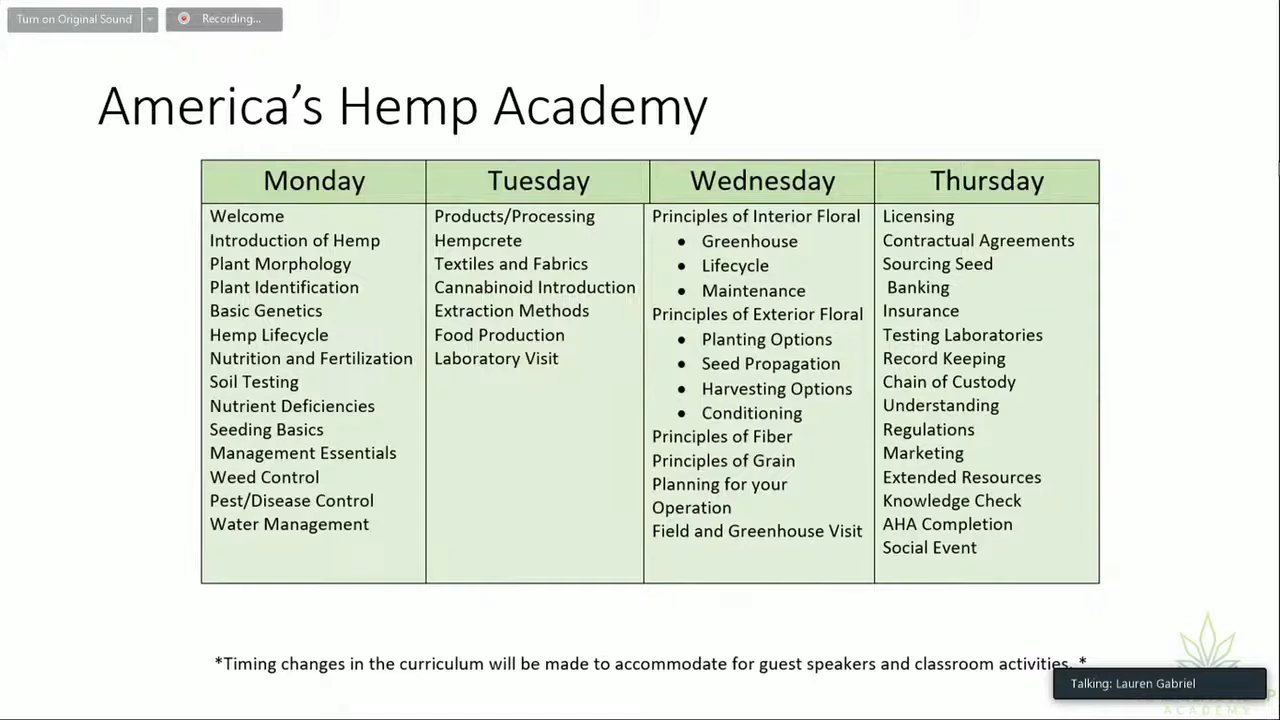 Turn on Original Sound
Recording...
America's Hemp Academy
Monday
Tuesday
Wednesday
Thursday
Welcome
Introduction of Hemp
Plant Morphology
Plant Identification
Basic Genetics
Hemp Lifecycle
Nutrition and Fertilization
Soil Testing
Nutrient Deficiencies
Seeding Basics
Management Essentials
Weed Control
Pest/Disease Control
Water Management
Products/Processing
Hempcrete
Textiles and Fabrics
Cannabinoid Introduction
Extraction Methods
Food Production
Laboratory Visit
Principles of Interior Floral
• Greenhouse
• Lifecycle
• Maintenance
Principles of Exterior Floral
• Planting Options
• Seed Propagation
• Harvesting Options
• Conditioning
Principles of Fiber
Principles of Grain
Planning for your
Operation
Field and Greenhouse Visit
Licensing
Contractual Agreements
Sourcing Seed
Banking
Insurance
Testing Laboratories
Record Keeping
Chain of Custody
Understanding
Regulations
Marketing
Extended Resources
Knowledge Check
AHA Completion
Social Event
*Timing changes in the curriculum will be made to accommodate for guest speakers and classroom activities. *
Talking: Lauren Gabriel
ACADEMY